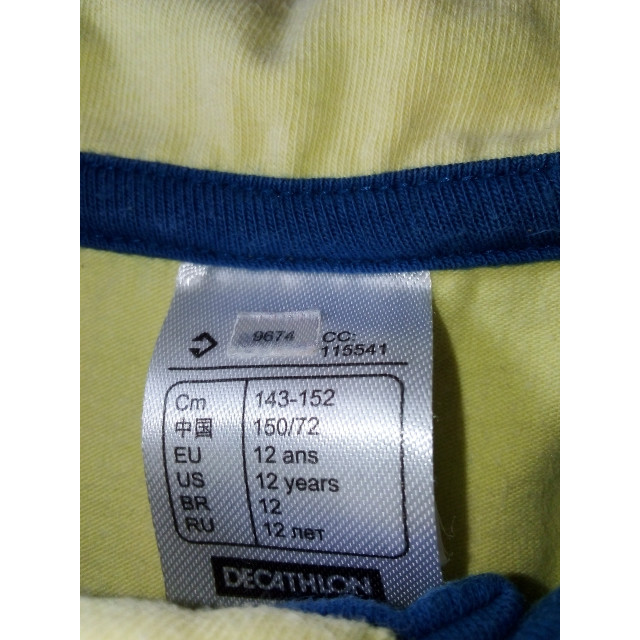 9674 CC:
115541
Cm 143-152
中国 150/72
EU 12 ans
US 12 years
BR 12
RU 12 лет
DECATHLON